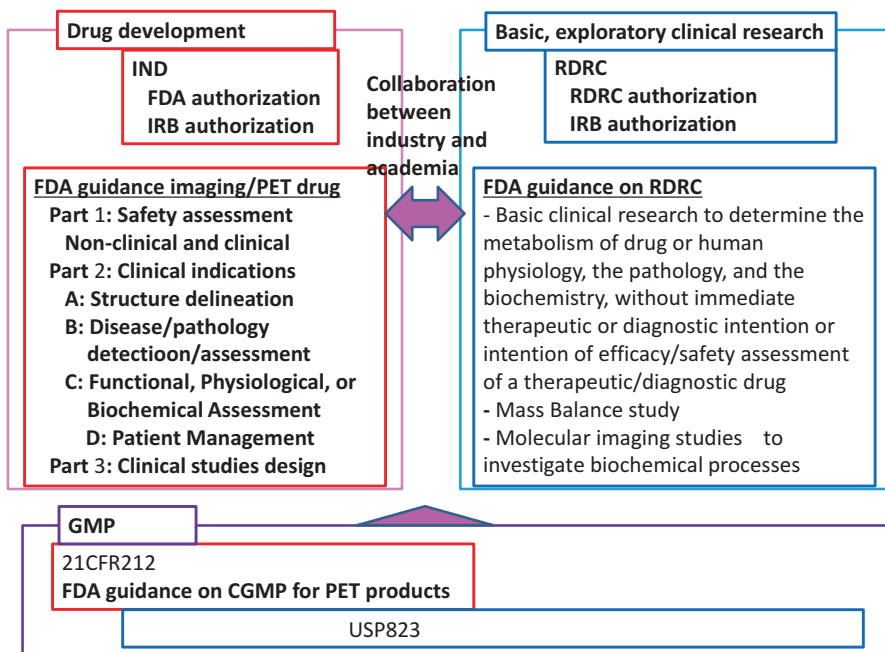 Drug development
IND
FDA authorization
IRB authorization
Collaboration
between
industry and
academia
Basic, exploratory clinical research
RDRC
RDRC authorization
IRB authorization
FDA guidance imaging/PET drug
Part 1: Safety assessment
Non-clinical and clinical
Part 2: Clinical indications
A: Structure delineation
B: Disease/pathology
detectioon/assessment
C: Functional, Physiological, or
Biochemical Assessment
D: Patient Management
Part 3: Clinical studies design
FDA guidance on RDRC
- Basic clinical research to determine the
metabolism of drug or human
physiology, the pathology, and the
biochemistry, without immediate
therapeutic or diagnostic intention or
intention of efficacy/safety assessment
of a therapeutic/diagnostic drug
- Mass Balance study
- Molecular imaging studies to
investigate biochemical processes
GMP
21CFR212
FDA guidance on CGMP for PET products
USP823